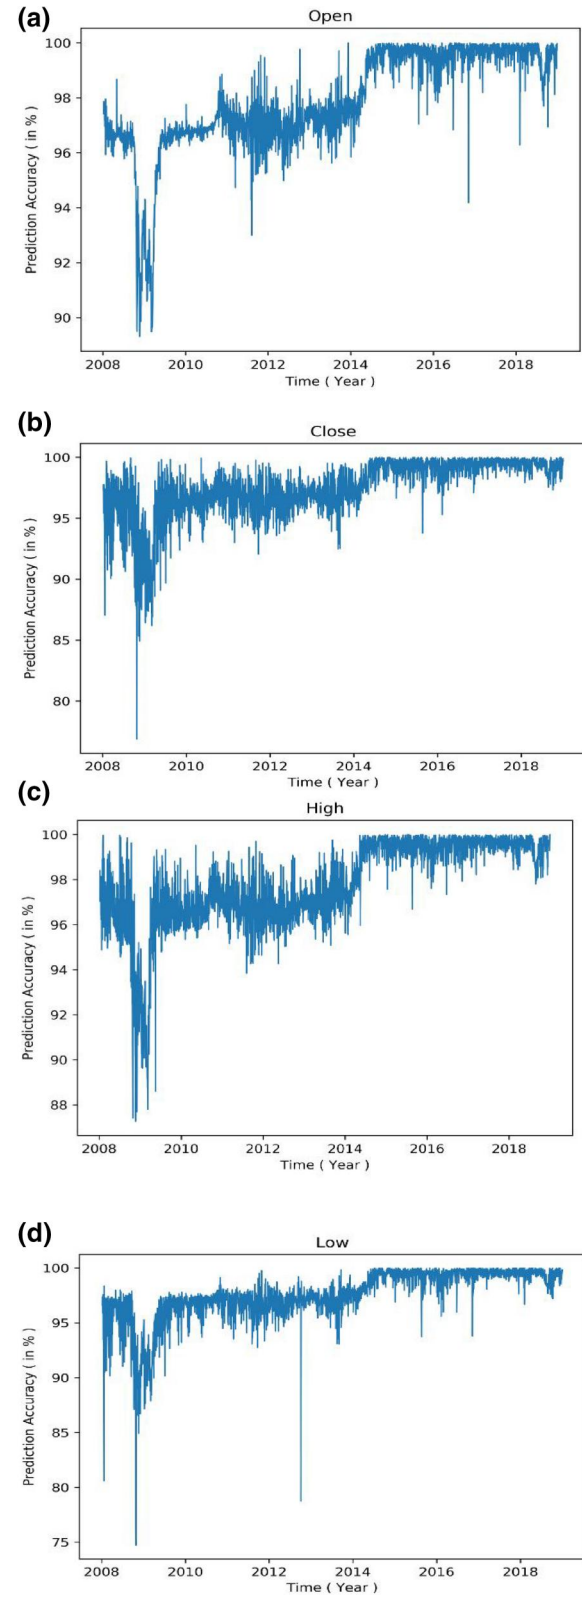 (a)
Open
100
98
96
94
92
90
Prediction Accuracy ( in % )
2008 2010 2012 2014 2016 2018
Time ( Year )
(b)
Close
100
95
90
85
80
Prediction Accuracy ( in % )
2008 2010 2012 2014 2016 2018
Time ( Year )
(c)
High
100
98
96
94
92
90
88
Prediction Accuracy ( in % )
2008 2010 2012 2014 2016 2018
Time ( Year )
(d)
Low
100
95
90
85
80
75
Prediction Accuracy ( in % )
2008 2010 2012 2014 2016 2018
Time ( Year )